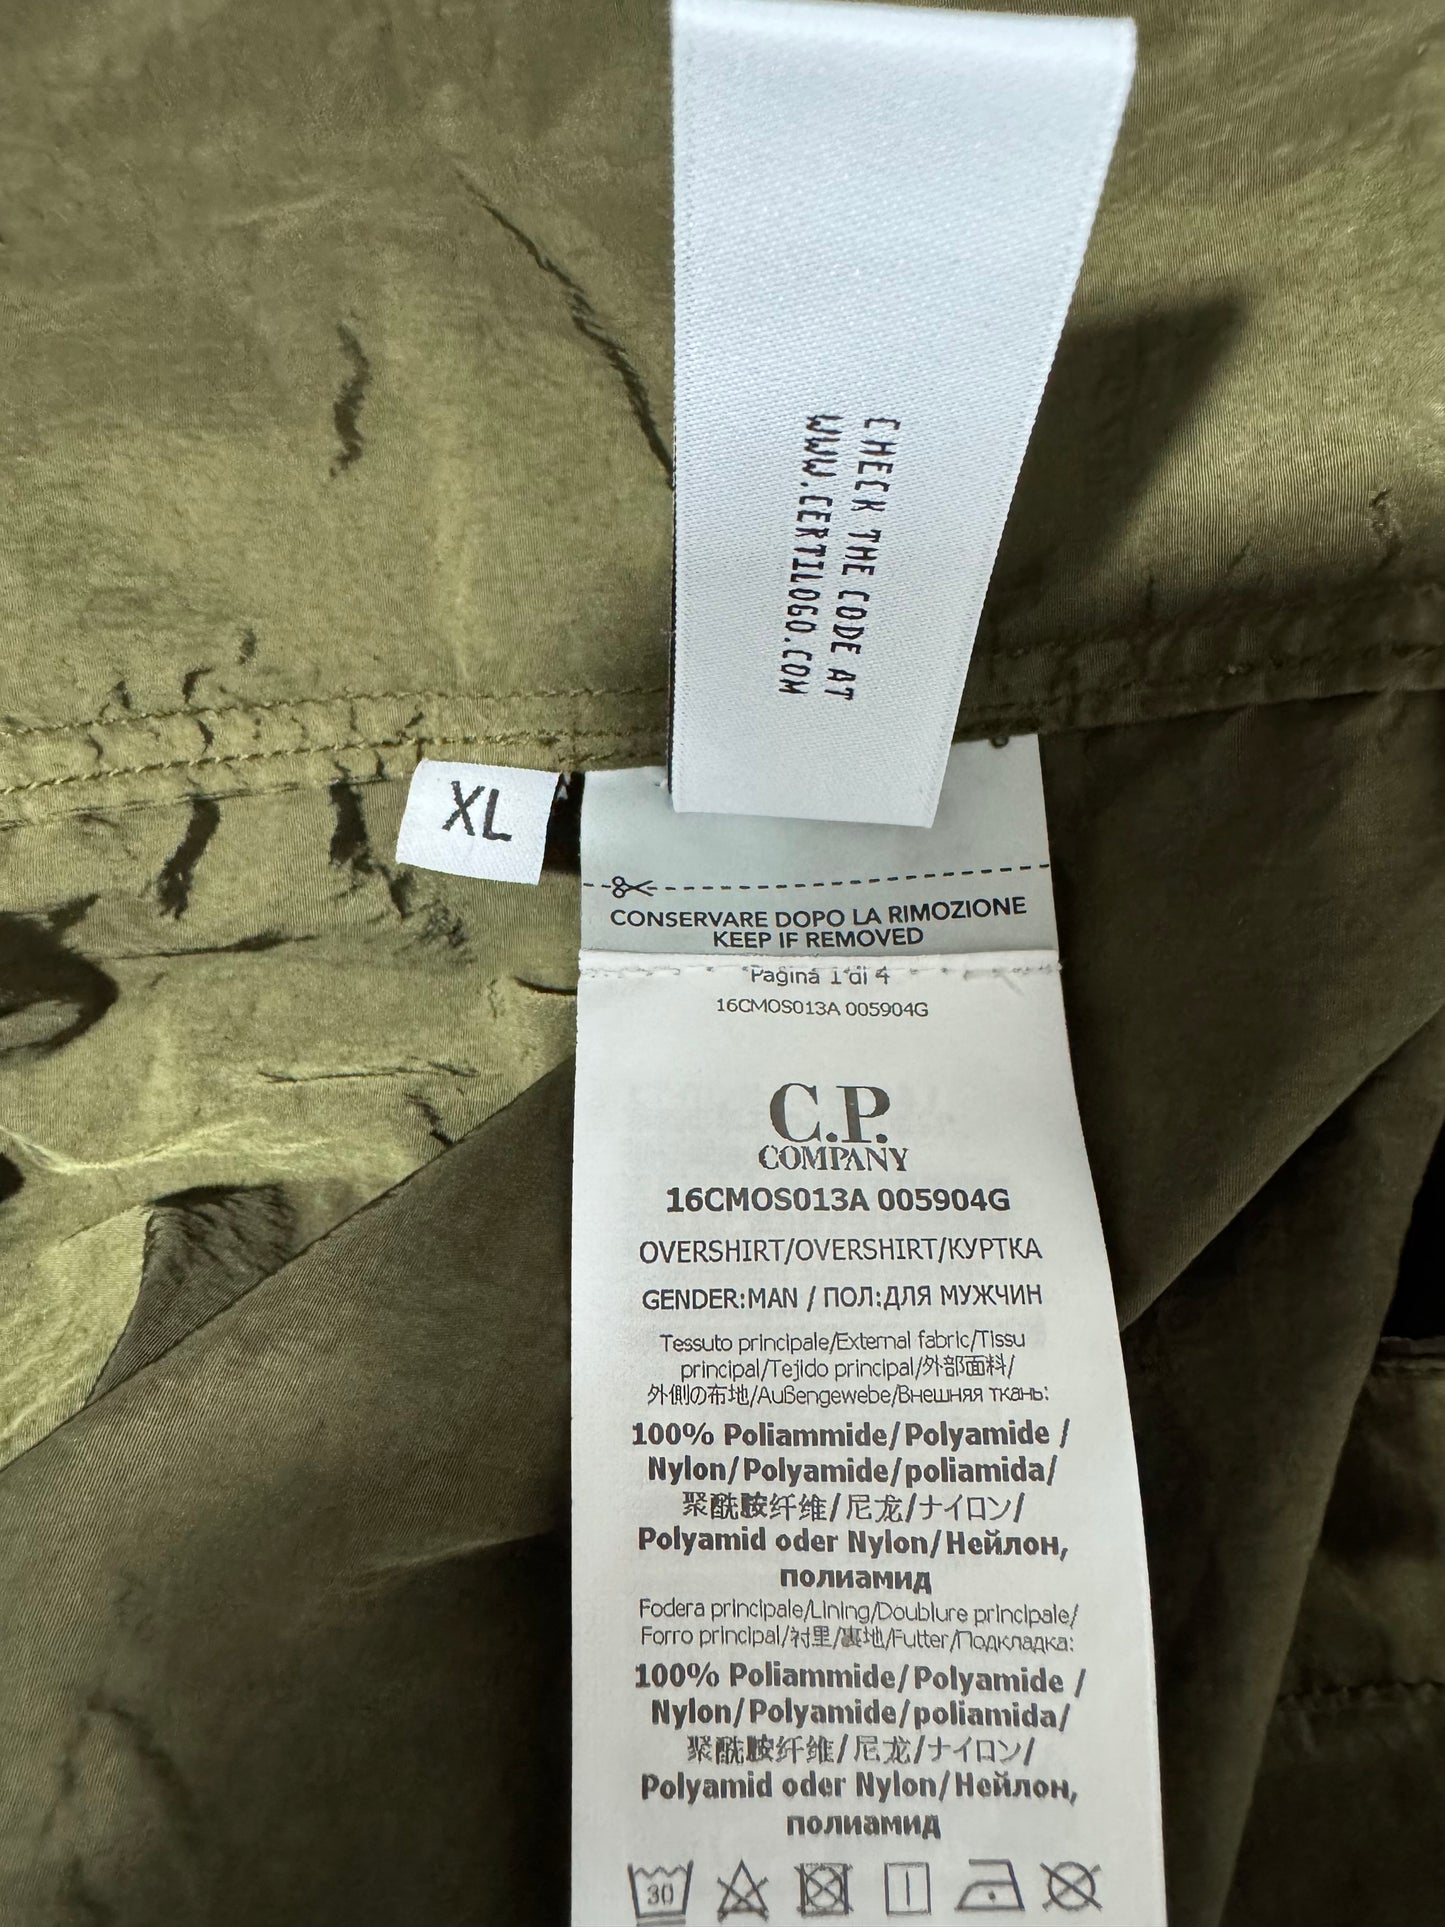 CHECK THE CODE AT
WWW.CERTILOGO.COM
XL
CONSERVARE DOPO LA RIMOZIONE
KEEP IF REMOVED
Pagina 1 di 4
16CMOS013A 005904G
C.P.
COMPANY
16CMOS013A 005904G
OVERSHIRT/OVERSHIRT/КУРТКА
GENDER:MAN / ПОЛ:ДЛЯ МУЖЧИН
Tessuto principale/External fabric/Tissu
principal/Tejido principal/外部面料/
外側の布地/Außengewebe/Внешняя ткань:
100% Poliammide/Polyamide /
Nylon/Polyamide/poliamida/
聚酰胺纤维/尼龙/ナイロン/
Polyamid oder Nylon/Нейлон,
полиамид
Fodera principale/Lining/Doublure principale/
Forro principal/衬里/裏地/Futter/Подкладка:
100% Poliammide/Polyamide /
Nylon/Polyamide/poliamida/
聚酰胺纤维/尼龙/ナイロン/
Polyamid oder Nylon/Нейлон,
полиамид
30